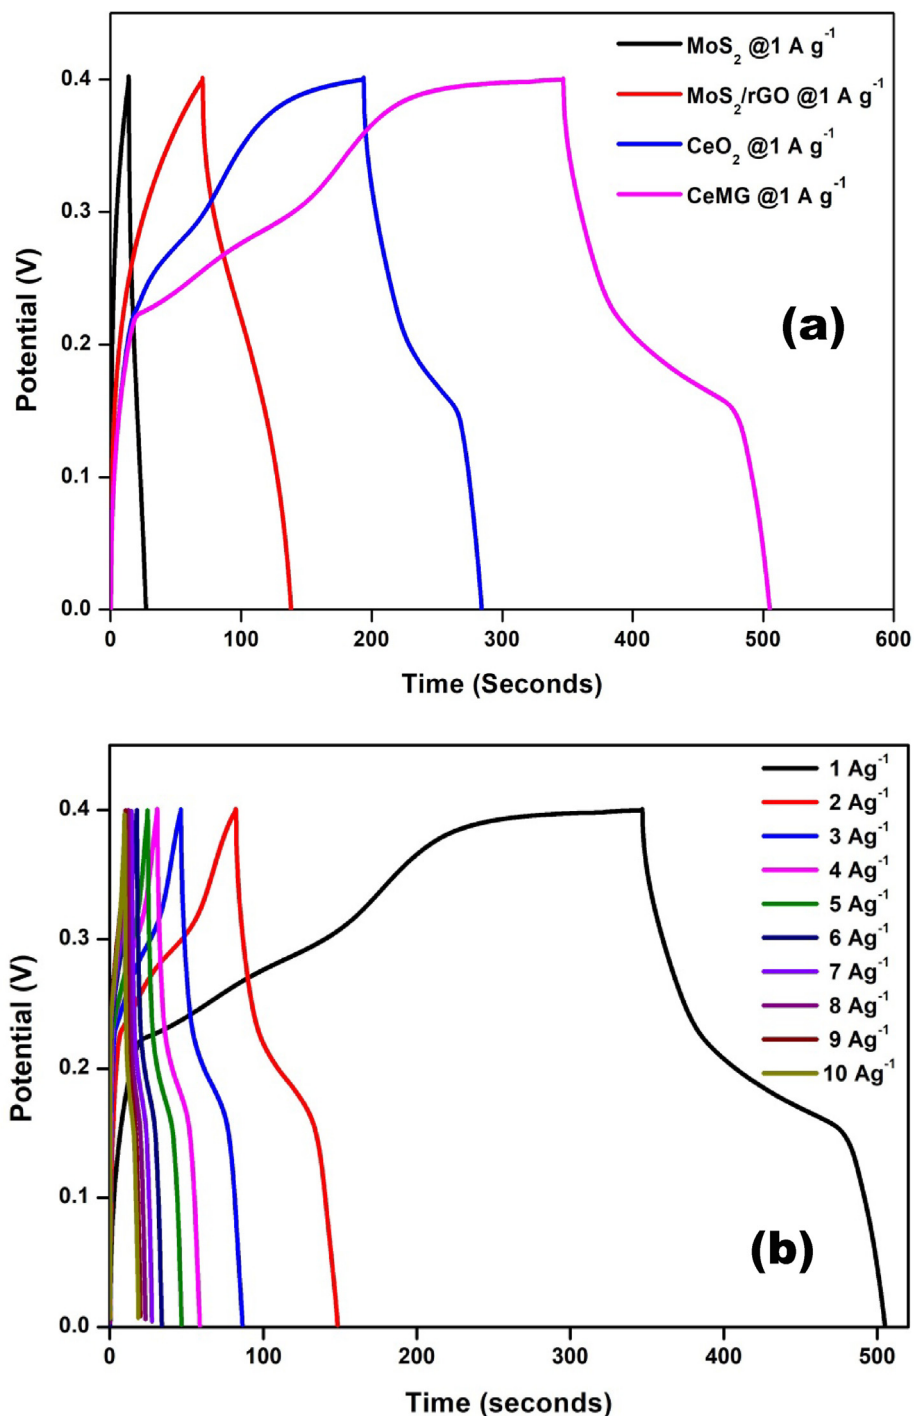 MoS₂ @1 A g⁻¹
MoS₂/rGO @1 A g⁻¹
CeO₂ @1 A g⁻¹
CeMG @1 A g⁻¹
(a)
Potential (V)
0.4
0.3
0.2
0.1
0.0
0 100 200 300 400 500 600
Time (Seconds)
1 Ag⁻¹
2 Ag⁻¹
3 Ag⁻¹
4 Ag⁻¹
5 Ag⁻¹
6 Ag⁻¹
7 Ag⁻¹
8 Ag⁻¹
9 Ag⁻¹
10 Ag⁻¹
(b)
Potential (V)
0.4
0.3
0.2
0.1
0.0
0 100 200 300 400 500
Time (seconds)